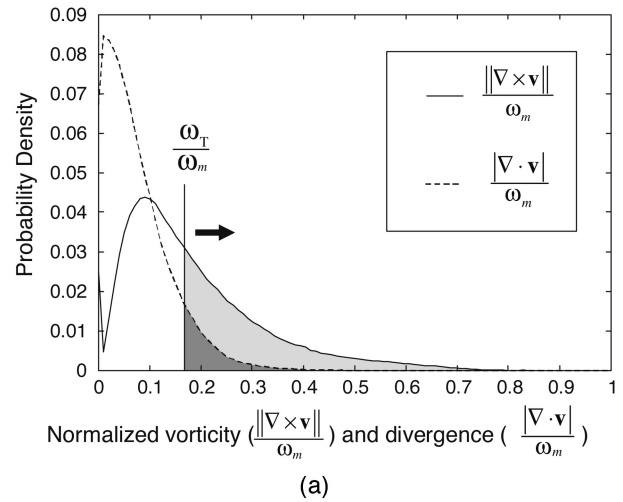 0.09
0.08
0.07
0.06
0.05
0.04
0.03
0.02
0.01
0
Probability Density
ω_T / ω_m
‖∇ × v‖ / ω_m
|∇ · v| / ω_m
0 0.1 0.2 0.3 0.4 0.5 0.6 0.7 0.8 0.9 1
Normalized vorticity (‖∇ × v‖ / ω_m) and divergence ( |∇ · v| / ω_m )
(a)